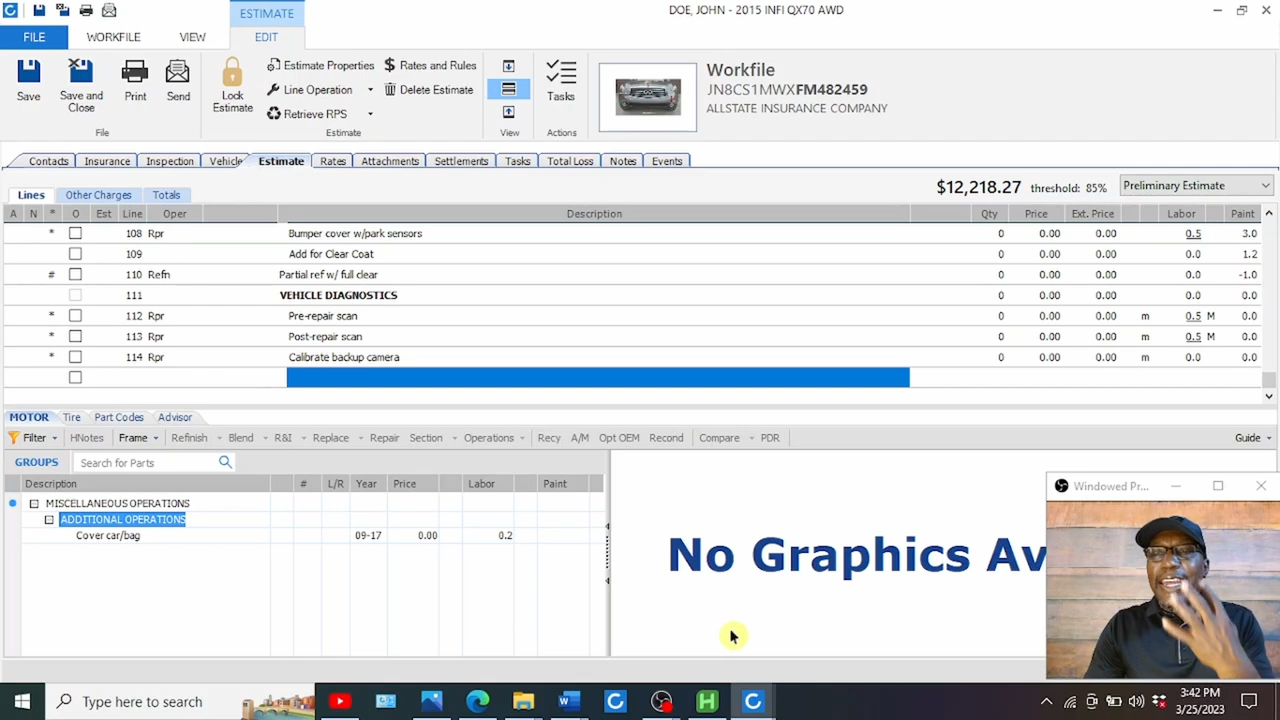 ESTIMATE
DOE, JOHN - 2015 INFI QX70 AWD
FILE WORKFILE VIEW EDIT
Save
Save and Close
Print
Send
File
Lock Estimate
Estimate Properties
Line Operation
Retrieve RPS
$ Rates and Rules
Delete Estimate
Estimate
View
Tasks
Actions
Workfile
JN8CS1MWXFM482459
ALLSTATE INSURANCE COMPANY
Contacts Insurance Inspection Vehicle Estimate Rates Attachments Settlements Tasks Total Loss Notes Events
Lines Other Charges Totals $12,218.27 threshold: 85% Preliminary Estimate
A N * O Est Line Oper Description Qty Price Ext. Price Labor Paint
* 108 Rpr Bumper cover w/park sensors 0 0.00 0.00 0.5 3.0
109 Add for Clear Coat 0 0.00 0.00 0.0 1.2
# 110 Refn Partial ref w/ full clear 0 0.00 0.00 0.0 -1.0
111 VEHICLE DIAGNOSTICS 0 0.00 0.00 0.0 0.0
* 112 Rpr Pre-repair scan 0 0.00 0.00 m 0.5 M 0.0
* 113 Rpr Post-repair scan 0 0.00 0.00 m 0.5 M 0.0
* 114 Rpr Calibrate backup camera 0 0.00 0.00 m 0.0 0.0
MOTOR Tire Part Codes Advisor
Filter HNotes Frame Refinish Blend R&I Replace Repair Section Operations Recy A/M Opt OEM Recond Compare PDR Guide
GROUPS Search for Parts
Description # L/R Year Price Labor Paint
MISCELLANEOUS OPERATIONS
ADDITIONAL OPERATIONS
Cover car/bag 09-17 0.00 0.2
No Graphics Av
Windowed Pr...
Type here to search
3:42 PM
3/25/2023